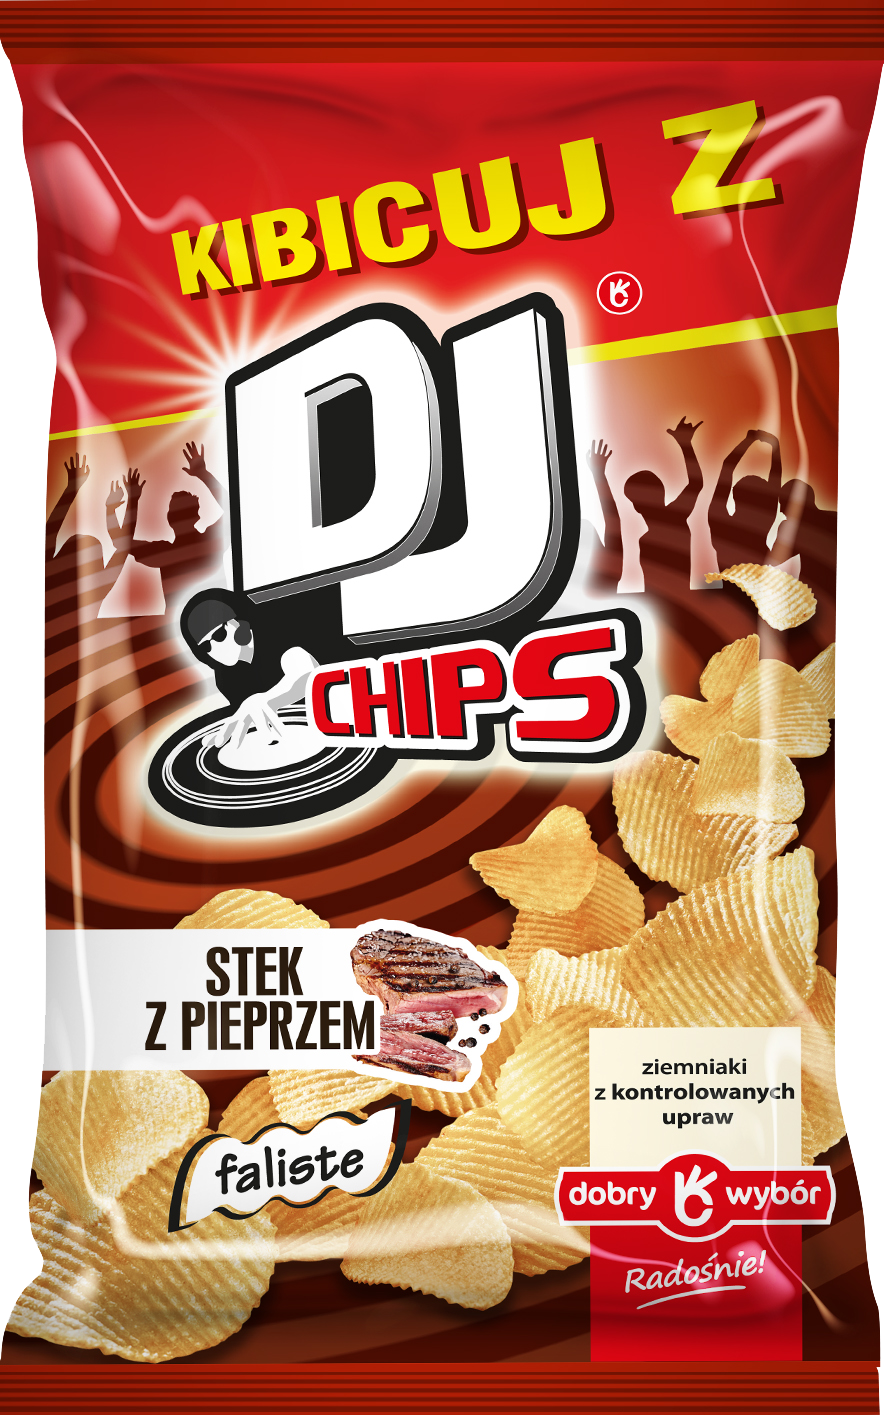 KIBICUJ Z
DJ
CHIPS
STEK
Z PIEPRZEM
faliste
ziemniaki
z kontrolowanych
upraw
dobry wybór
Radośnie!